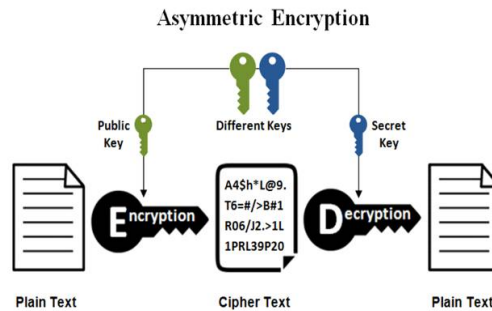 Asymmetric Encryption
Public
Key
Different Keys
Secret
Key
Encryption
A4$h*L@9.
T6=#/>B#1
R06/J2.>1L
1PRL39P20
Decryption
Plain Text
Cipher Text
Plain Text